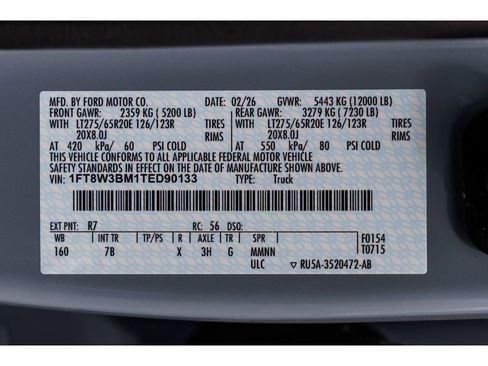 MFD. BY FORD MOTOR CO. 02/26 GVWR: 5443 KG (12000 LB)
FRONT GAWR: 2359 KG (5200 LB) REAR GAWR: 3279 KG (7230 LB)
WITH LT275/65R20E 126/123R TIRES WITH LT275/65R20E 126/123R TIRES
20X8.0J RIMS 20X8.0J RIMS
AT 420 kPa/ 60 PSI COLD AT 550 kPa/ 80 PSI COLD
THIS VEHICLE CONFORMS TO ALL APPLICABLE FEDERAL MOTOR VEHICLE
SAFETY STANDARDS IN EFFECT ON THE DATE OF MANUFACTURE SHOWN ABOVE.
VIN: 1FT8W3BM1TED90133 TYPE: Truck
EXT PNT: R7 RC: 56 DSO:
WB INT TR TP/PS R AXLE TR SPR F0154
160 7B X 3H G MMNN T0715
ULC ▽ RU5A-3520472-AB